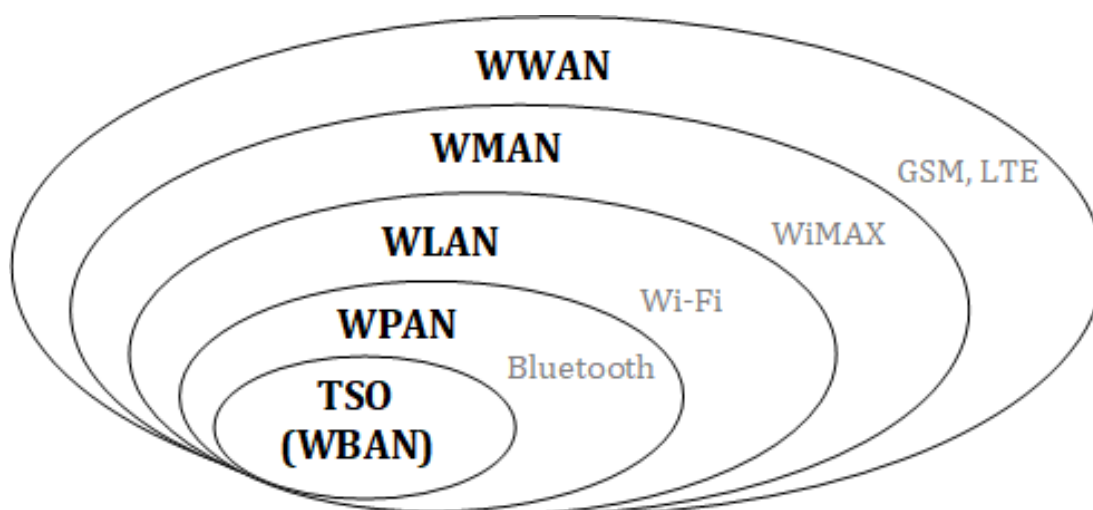 WWAN
WMAN
GSM, LTE
WLAN
WiMAX
WPAN
Wi-Fi
Bluetooth
TSO
(WBAN)